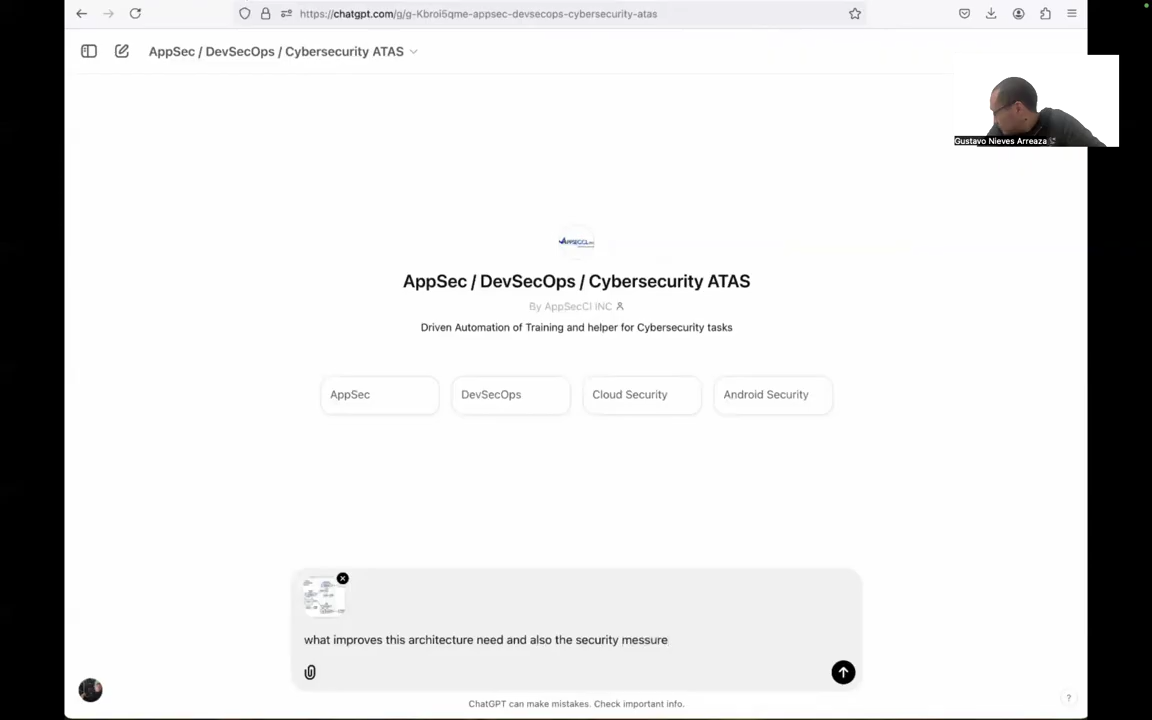 https://chatgpt.com/g/g-Kbroi5qme-appsec-devsecops-cybersecurity-atas
AppSec / DevSecOps / Cybersecurity ATAS
Gustavo Nieves Arreaza
APPSECCL
AppSec / DevSecOps / Cybersecurity ATAS
By AppSecCl INC
Driven Automation of Training and helper for Cybersecurity tasks
AppSec
DevSecOps
Cloud Security
Android Security
what improves this architecture need and also the security messure
ChatGPT can make mistakes. Check important info.
?